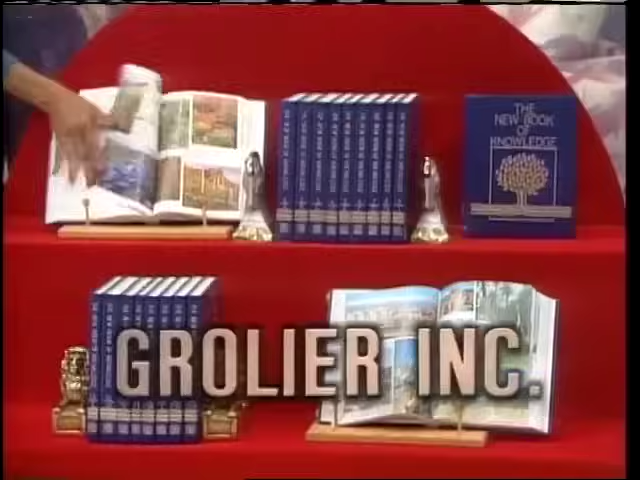 THE
NEW BOOK
OF
KNOWLEDGE
GROLIER INC.